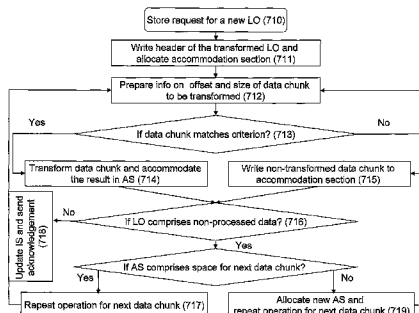 Store request for a new LO (710)
Write header of the transformed LO and
allocate accommodation section (711)
Prepare info on offset and size of data chunk
to be transformed (712)
Yes
No
If data chunk matches criterion? (713)
Transform data chunk and accommodate
the result in AS (714)
Write non-transformed data chunk to
accommodation section (715)
No
If LO comprises non-processed data? (716)
Update IS and send
acknowledgement
(718)
Yes
If AS comprises space for next data chunk?
Yes
No
Repeat operation for next data chunk (717)
Allocate new AS and
repeat operation for next data chunk (719)